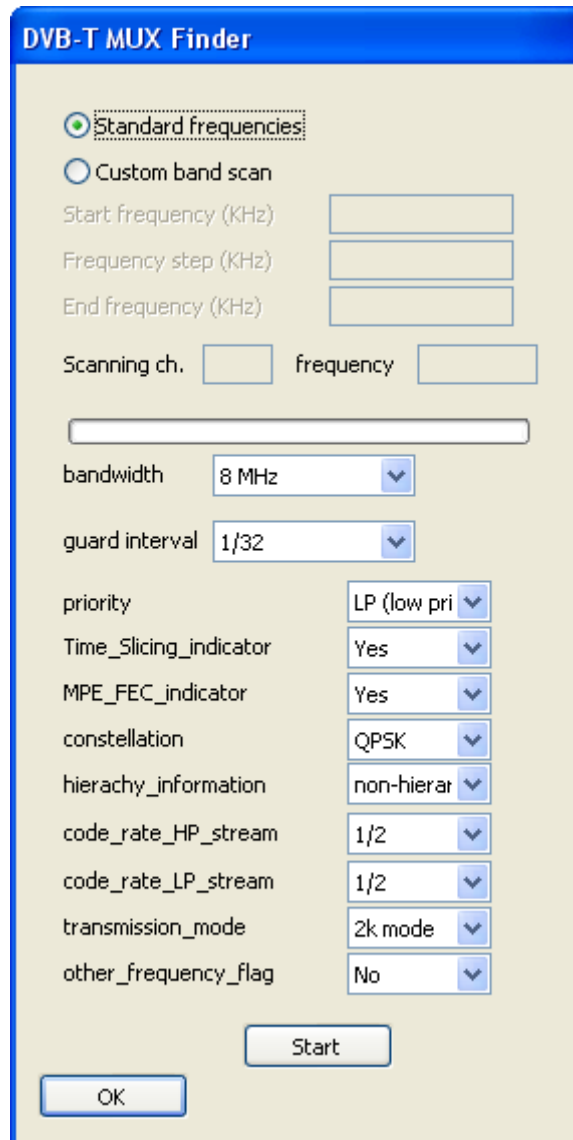 DVB-T MUX Finder
Standard frequencies
Custom band scan
Start frequency (KHz)
Frequency step (KHz)
End frequency (KHz)
Scanning ch. frequency
bandwidth 8 MHz
guard interval 1/32
priority LP (low pri
Time_Slicing_indicator Yes
MPE_FEC_indicator Yes
constellation QPSK
hierachy_information non-hierar
code_rate_HP_stream 1/2
code_rate_LP_stream 1/2
transmission_mode 2k mode
other_frequency_flag No
Start
OK